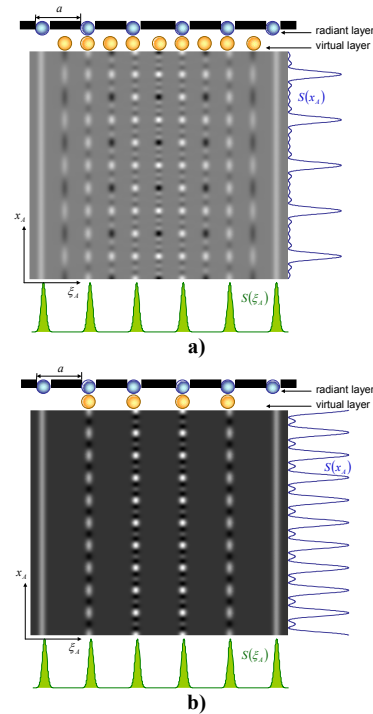 a
radiant layer
virtual layer
S(x_A)
x_A
ξ_A
S(ξ_A)
a)
a
radiant layer
virtual layer
S(x_A)
x_A
ξ_A
S(ξ_A)
b)